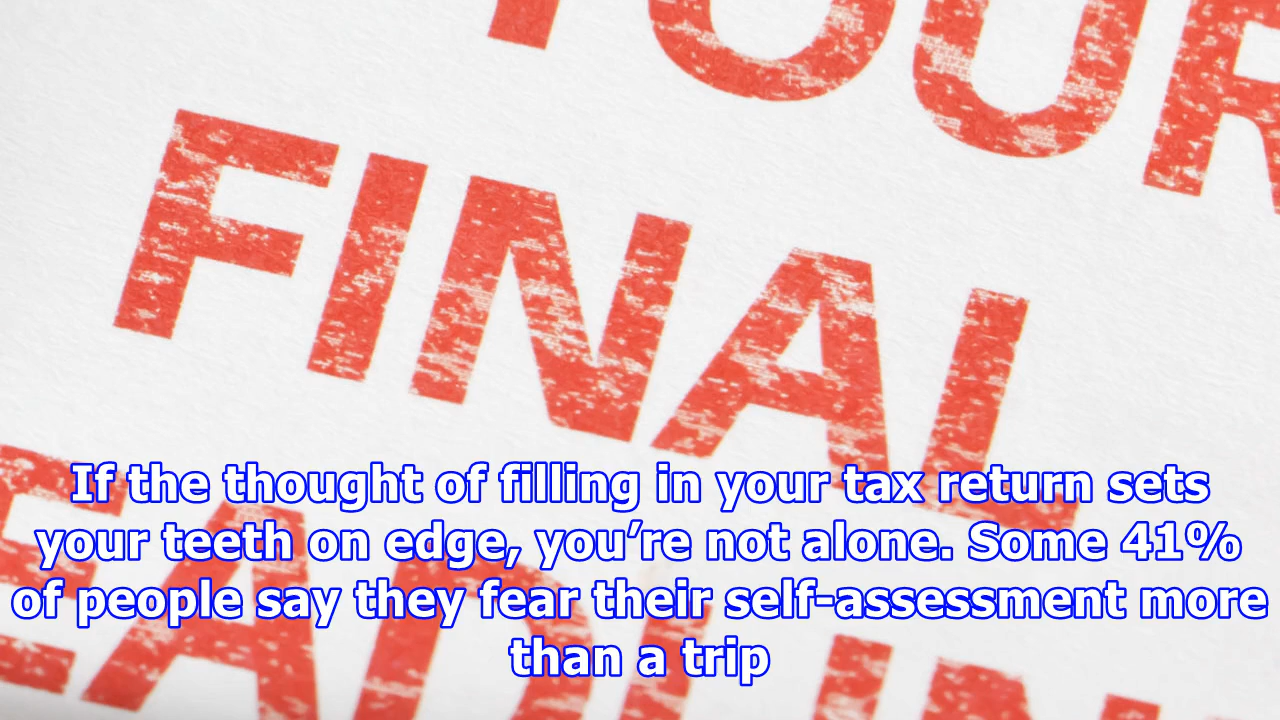 YOUR
FINAL
DEADLINE
If the thought of filling in your tax return sets
your teeth on edge, you’re not alone. Some 41%
of people say they fear their self-assessment more
than a trip